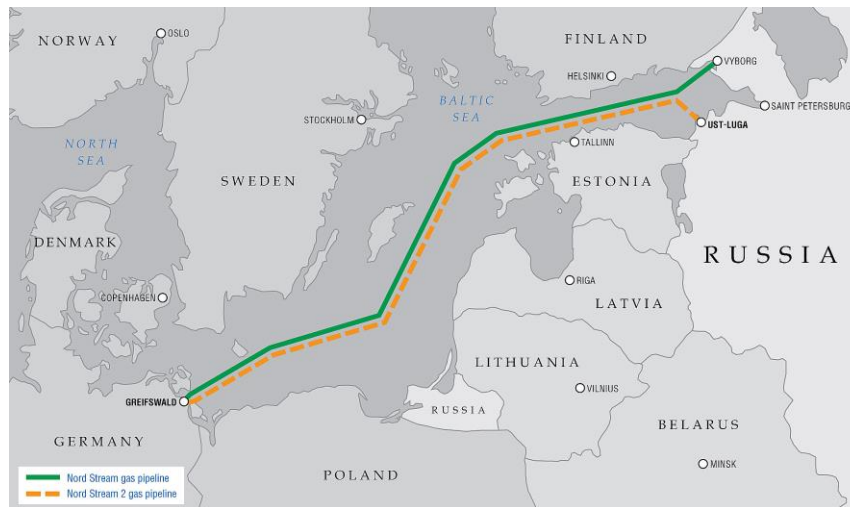 NORWAY
OSLO
FINLAND
HELSINKI
VYBORG
SAINT PETERSBURG
UST-LUGA
STOCKHOLM
BALTIC
SEA
TALLINN
NORTH
SEA
SWEDEN
ESTONIA
DENMARK
RUSSIA
COPENHAGEN
RIGA
LATVIA
LITHUANIA
VILNIUS
GREIFSWALD
RUSSIA
BELARUS
GERMANY
POLAND
MINSK
Nord Stream gas pipeline
Nord Stream 2 gas pipeline